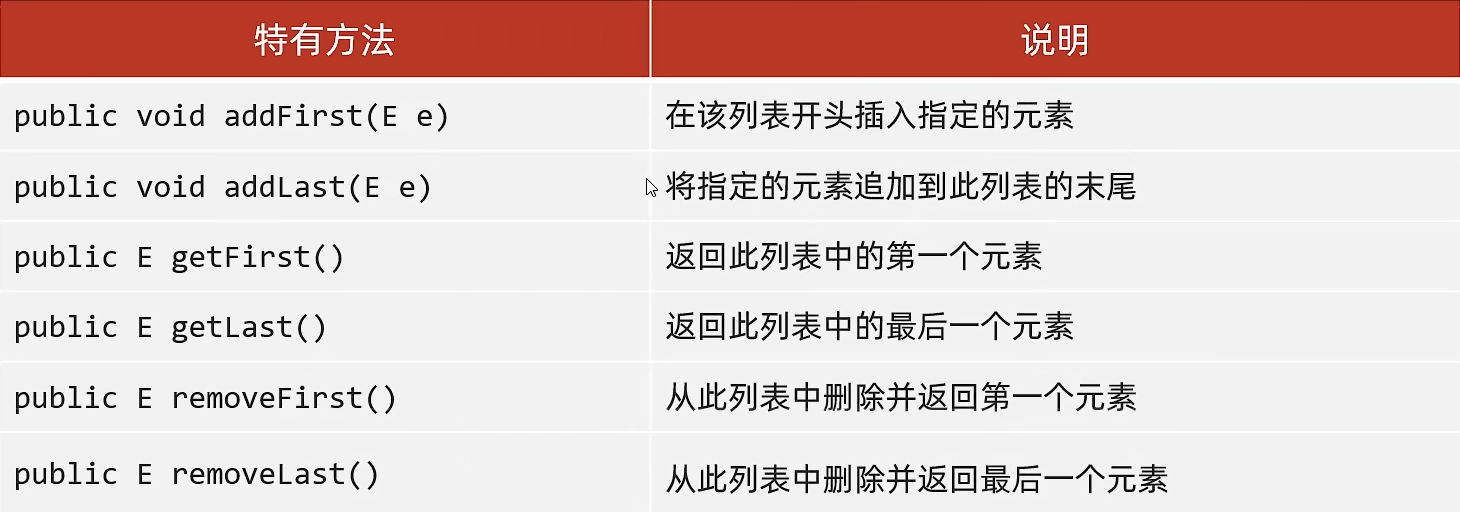 特有方法 说明
public void addFirst(E e) 在该列表开头插入指定的元素
public void addLast(E e) 将指定的元素追加到此列表的末尾
public E getFirst() 返回此列表中的第一个元素
public E getLast() 返回此列表中的最后一个元素
public E removeFirst() 从此列表中删除并返回第一个元素
public E removeLast() 从此列表中删除并返回最后一个元素